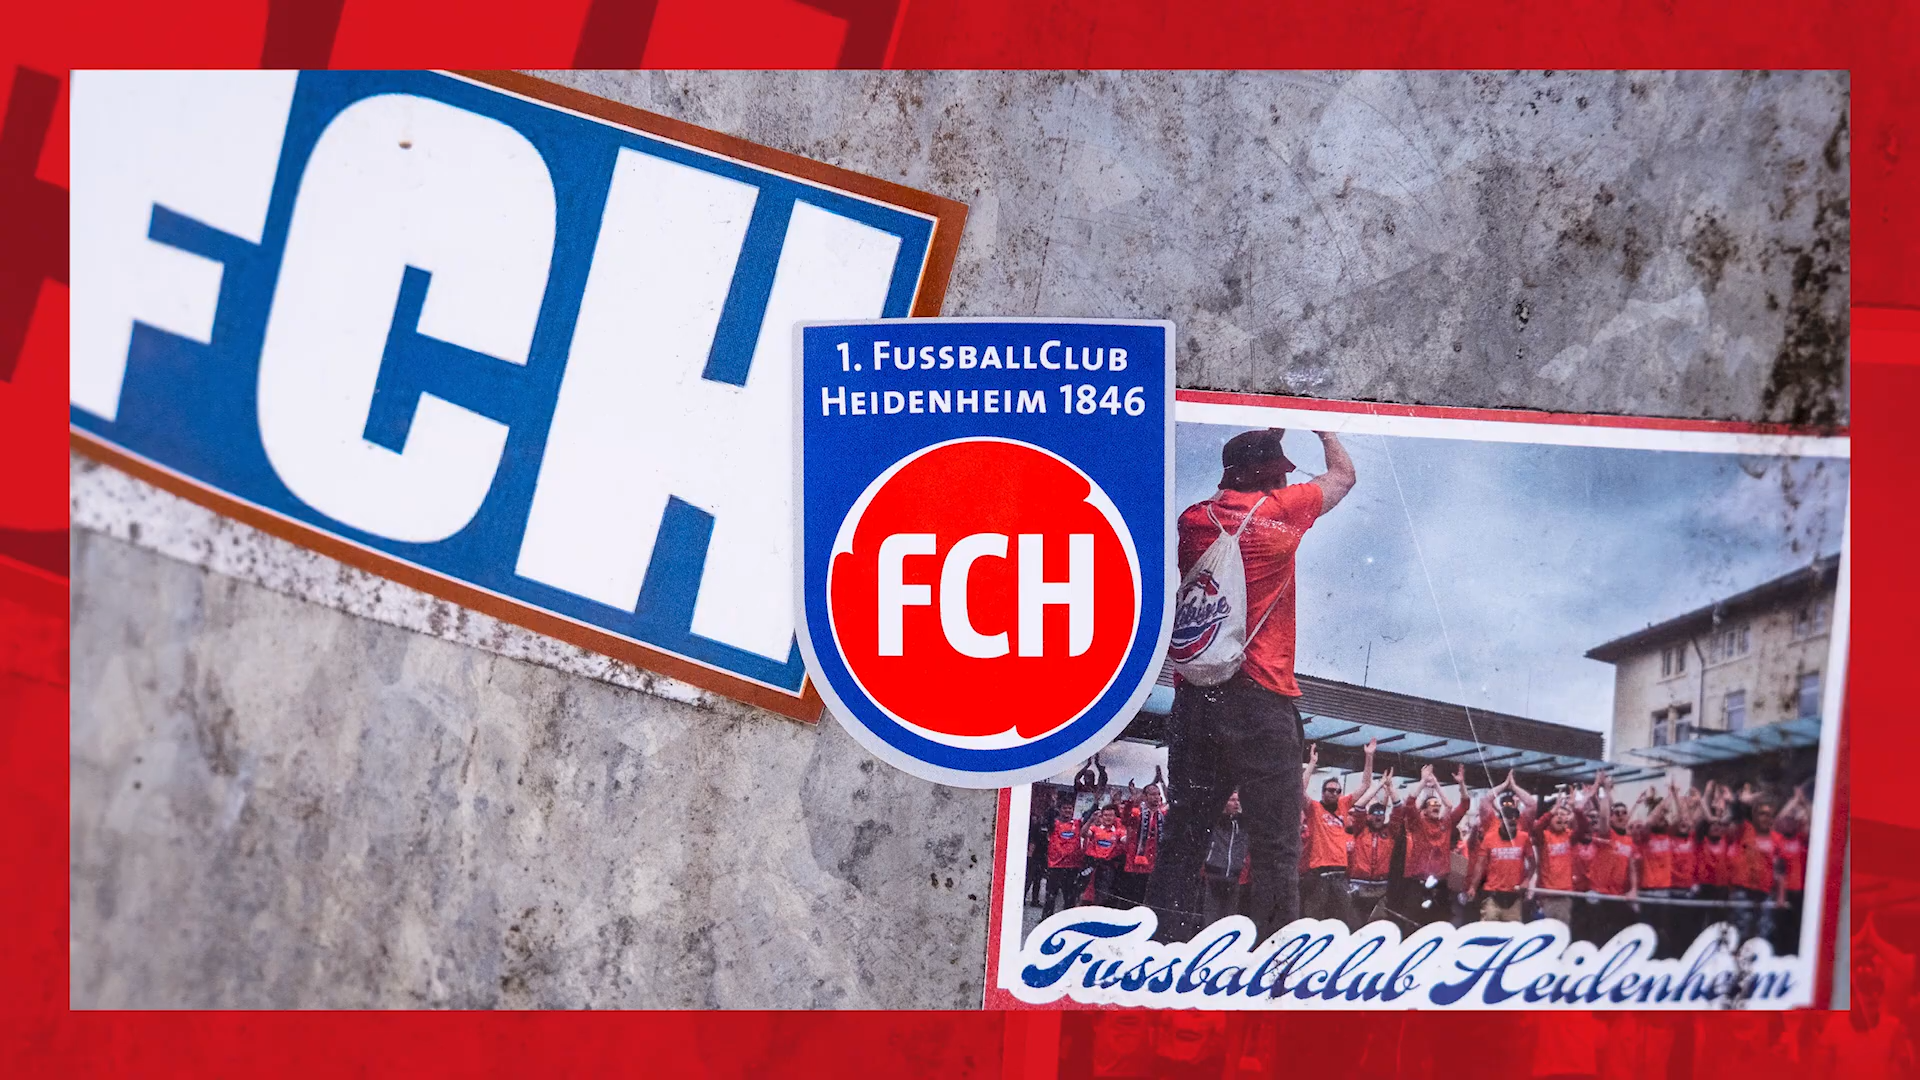 FCH
1. FUSSBALLCLUB
HEIDENHEIM 1846
FCH
Fussballclub Heidenheim